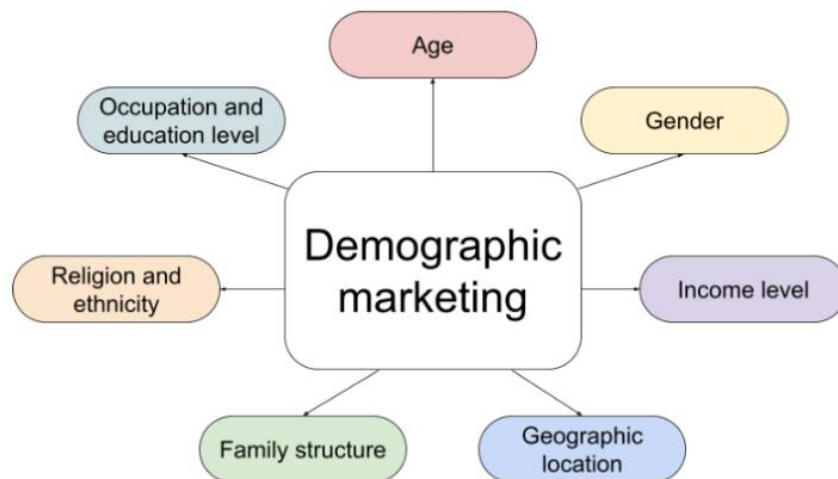 Age
Occupation and
education level
Gender
Demographic
marketing
Religion and
ethnicity
Income level
Family structure
Geographic
location